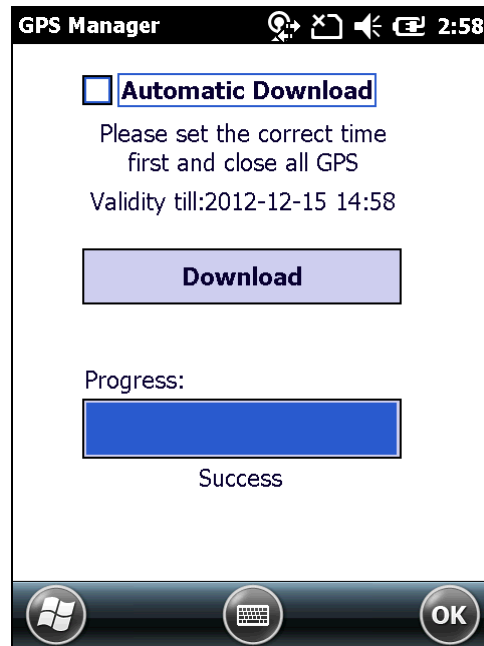 GPS Manager 2:58
Automatic Download
Please set the correct time
first and close all GPS
Validity till:2012-12-15 14:58
Download
Progress:
Success
OK